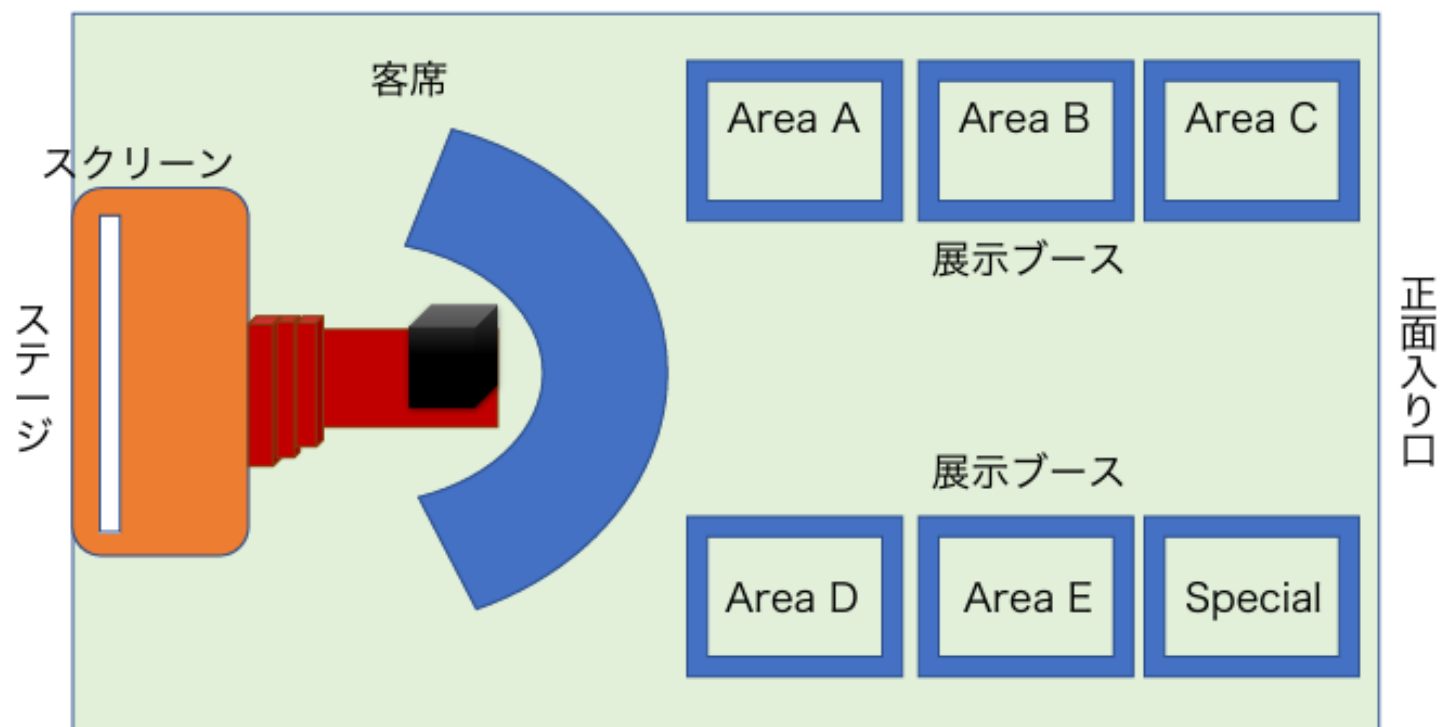 客席
スクリーン
ステージ
Area A
Area B
Area C
展示ブース
正面入り口
展示ブース
Area D
Area E
Special